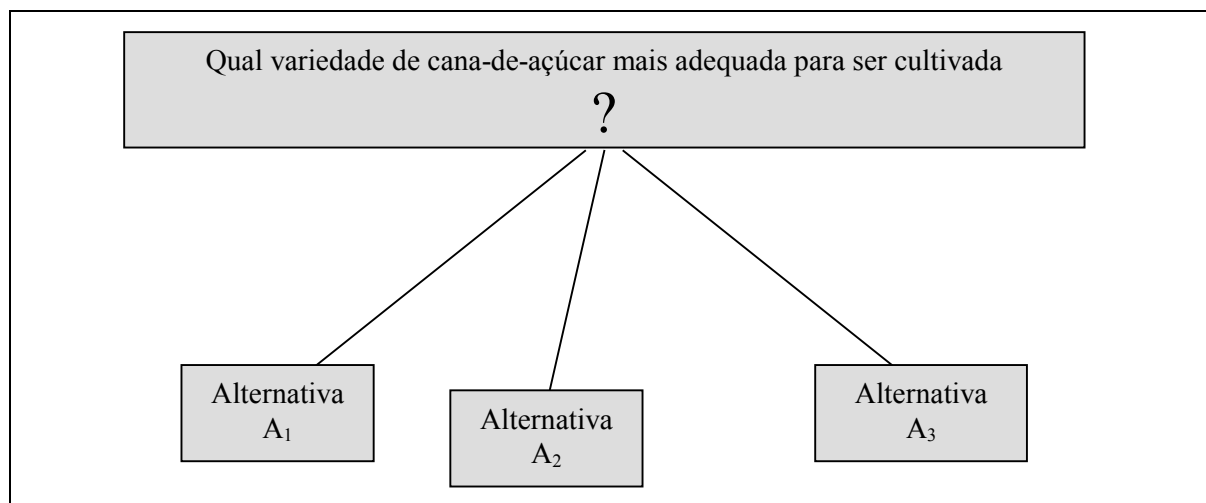 Qual variedade de cana-de-açúcar mais adequada para ser cultivada
?
Alternativa
A₁
Alternativa
A₂
Alternativa
A₃